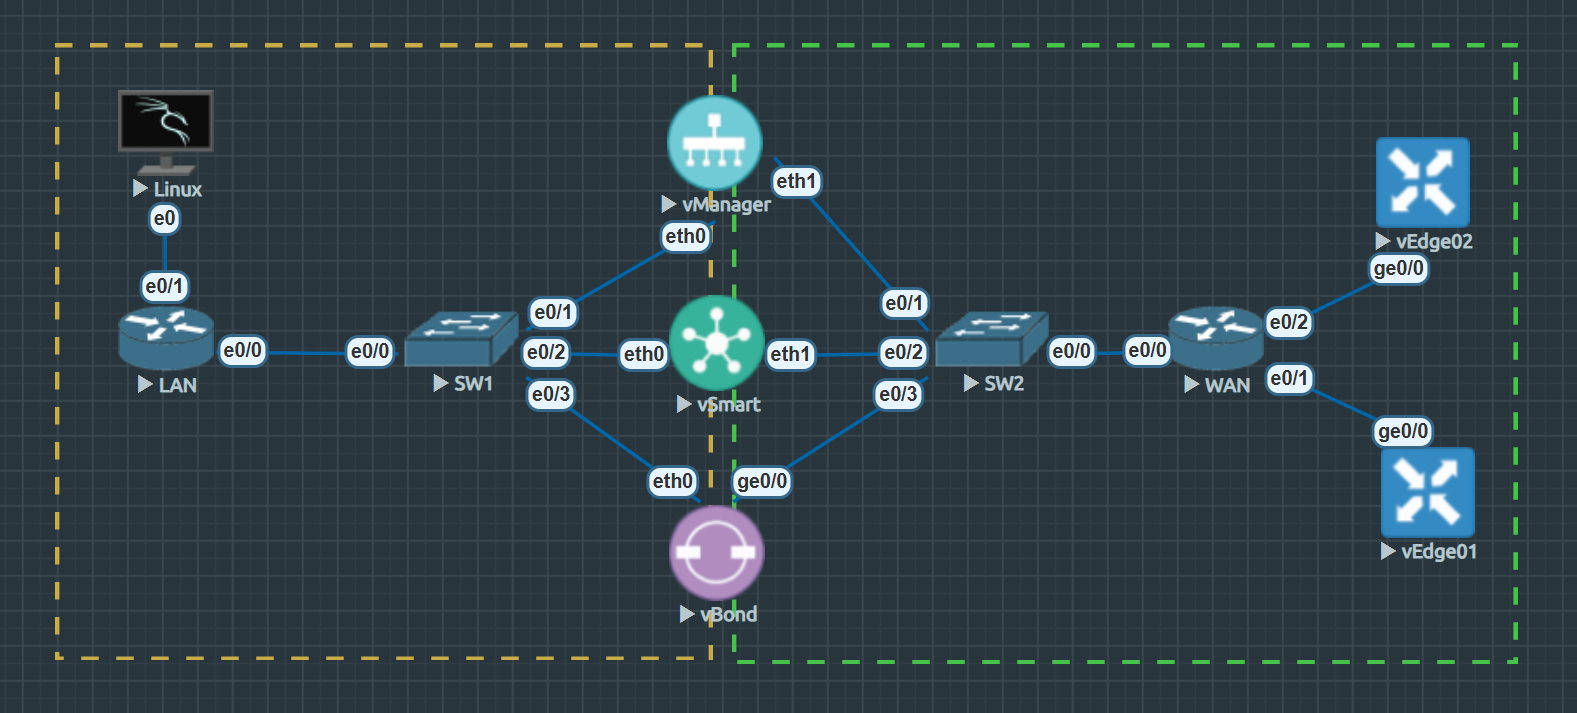 Linux
e0
e0/1
LAN
e0/0
e0/0
SW1
e0/1
e0/2
e0/3
vManager
eth0
eth1
vSmart
eth0
eth1
vBond
eth0
ge0/0
e0/1
e0/2
e0/3
SW2
e0/0
e0/0
WAN
e0/2
e0/1
vEdge02
ge0/0
ge0/0
vEdge01